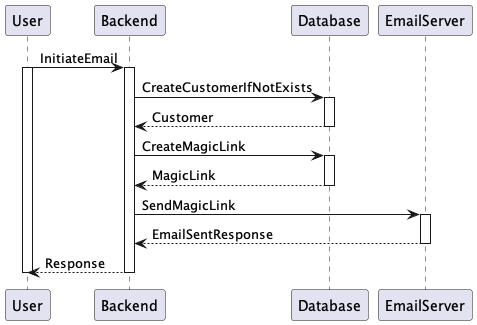 User Backend Database EmailServer
InitiateEmail
CreateCustomerIfNotExists
Customer
CreateMagicLink
MagicLink
SendMagicLink
EmailSentResponse
Response
User Backend Database EmailServer